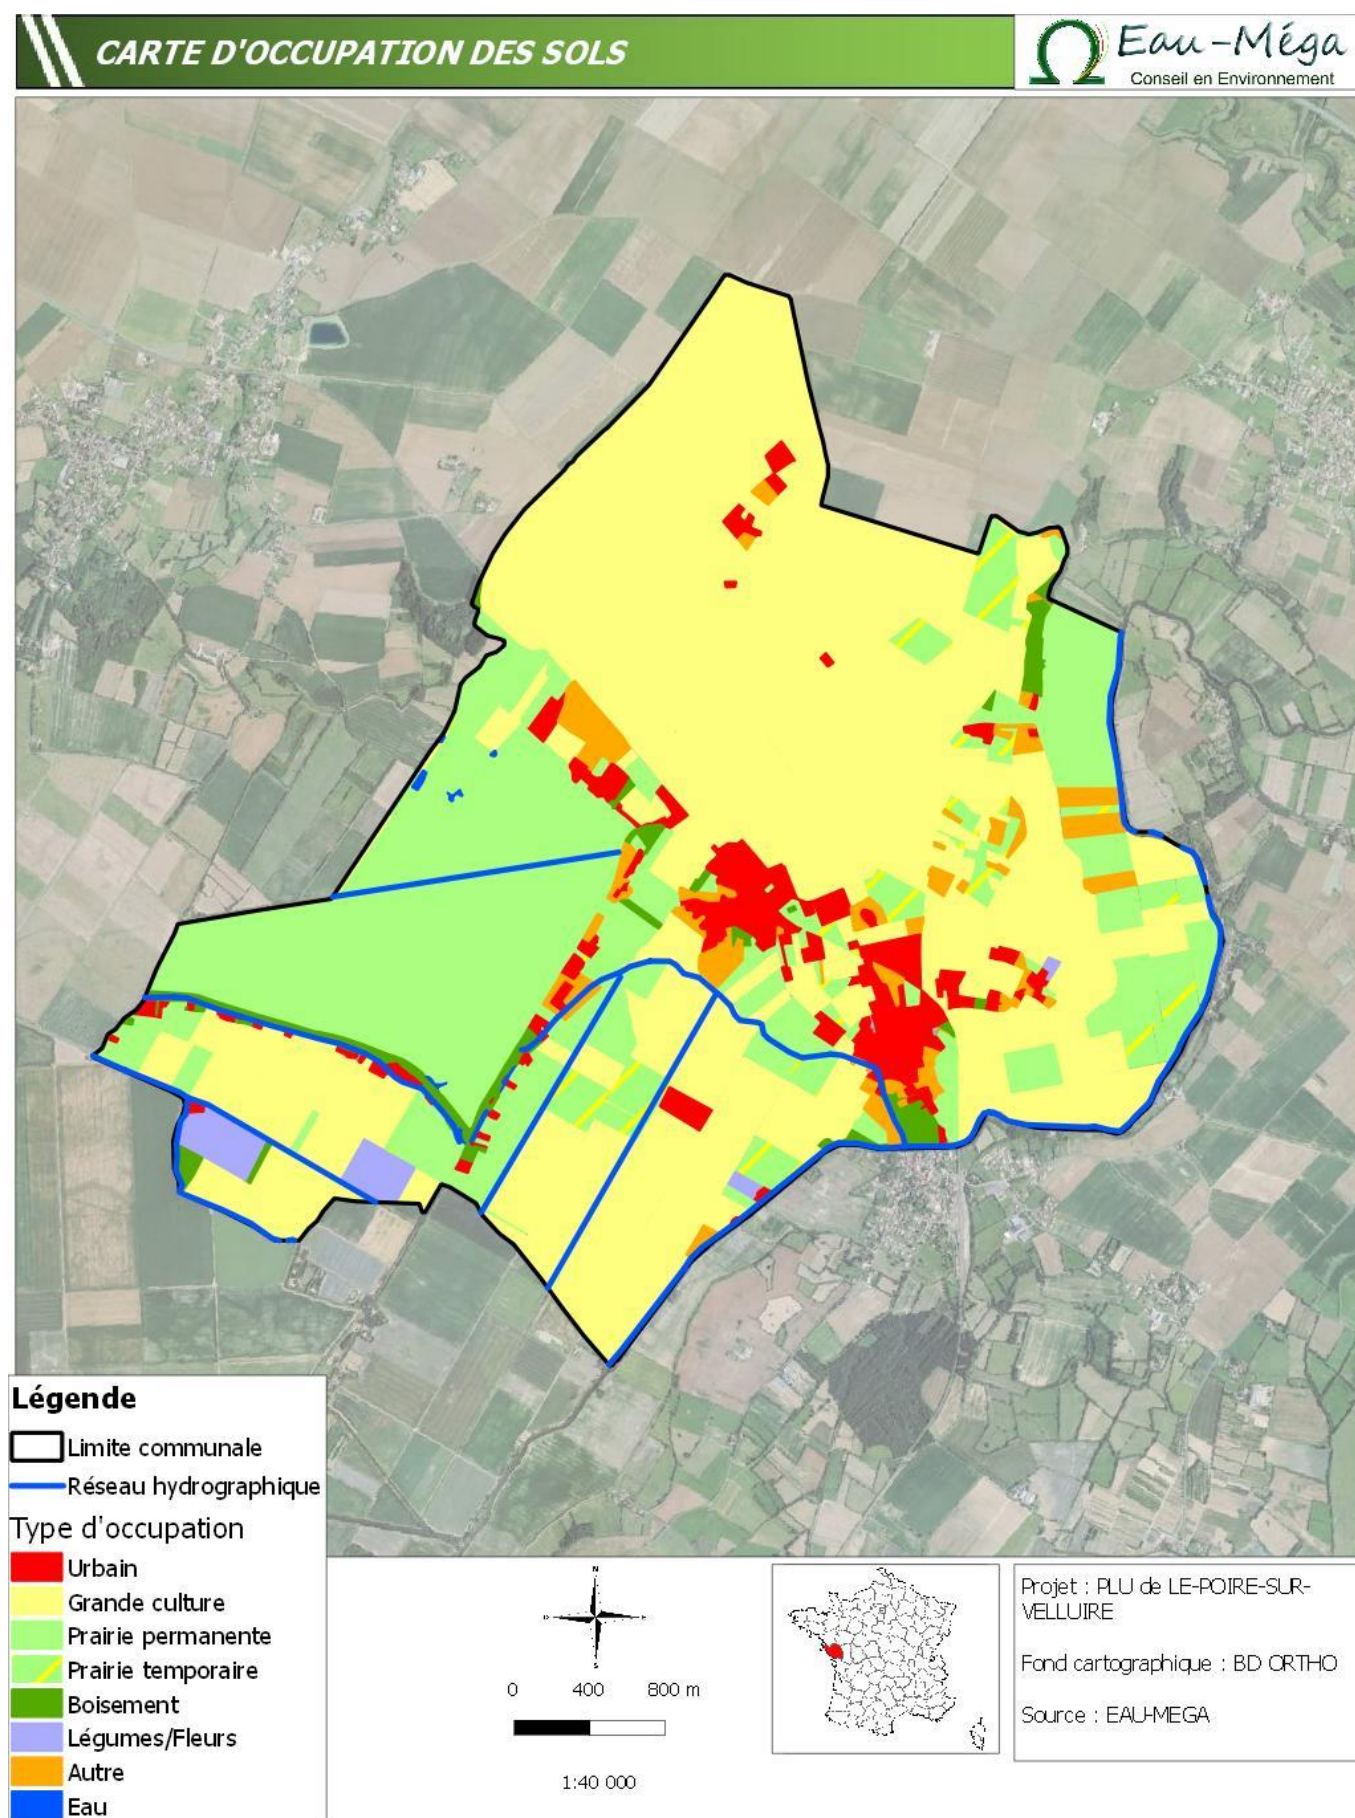 CARTE D'OCCUPATION DES SOLS
Eau-Méga
Conseil en Environnement
Légende
Limite communale
Réseau hydrographique
Type d'occupation
Urbain
Grande culture
Prairie permanente
Prairie temporaire
Boisement
Légumes/Fleurs
Autre
Eau
N
O
E
S
0 400 800 m
1:40 000
Projet : PLU de LE-POIRE-SUR-
VELLUIRE
Fond cartographique : BD ORTHO
Source : EAU-MEGA